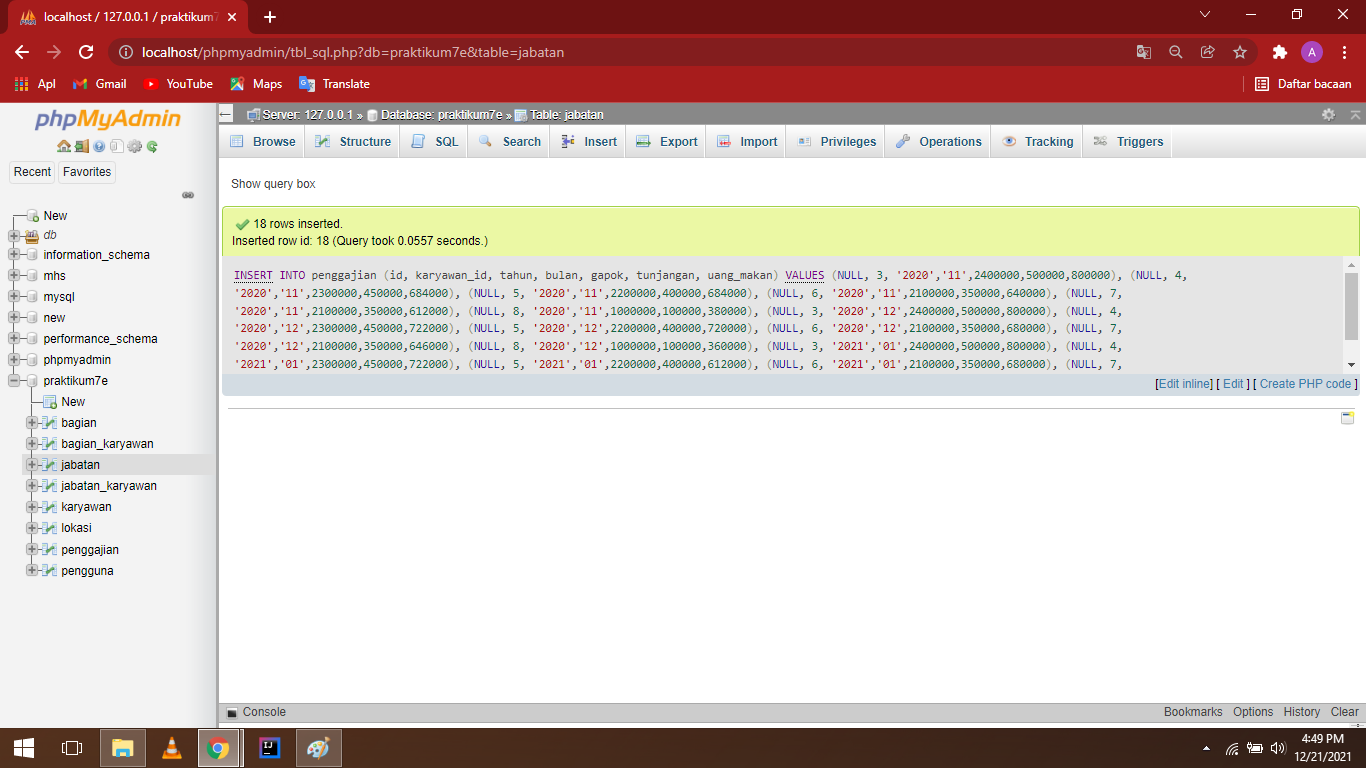 localhost / 127.0.0.1 / praktikum7
localhost/phpmyadmin/tbl_sql.php?db=praktikum7e&table=jabatan
A
Apl
Gmail
YouTube
Maps
Translate
Daftar bacaan
phpMyAdmin
Recent
Favorites
New
db
information_schema
mhs
mysql
new
performance_schema
phpmyadmin
praktikum7e
New
bagian
bagian_karyawan
jabatan
jabatan_karyawan
karyawan
lokasi
penggajian
pengguna
Server: 127.0.0.1 » Database: praktikum7e » Table: jabatan
Browse
Structure
SQL
Search
Insert
Export
Import
Privileges
Operations
Tracking
Triggers
Show query box
18 rows inserted.
Inserted row id: 18 (Query took 0.0557 seconds.)
INSERT INTO penggajian (id, karyawan_id, tahun, bulan, gapok, tunjangan, uang_makan) VALUES (NULL, 3, '2020','11',2400000,500000,800000), (NULL, 4,
'2020','11',2300000,450000,684000), (NULL, 5, '2020','11',2200000,400000,684000), (NULL, 6, '2020','11',2100000,350000,640000), (NULL, 7,
'2020','11',2100000,350000,612000), (NULL, 8, '2020','11',1000000,100000,380000), (NULL, 3, '2020','12',2400000,500000,800000), (NULL, 4,
'2020','12',2300000,450000,722000), (NULL, 5, '2020','12',2200000,400000,720000), (NULL, 6, '2020','12',2100000,350000,680000), (NULL, 7,
'2020','12',2100000,350000,646000), (NULL, 8, '2020','12',1000000,100000,360000), (NULL, 3, '2021','01',2400000,500000,800000), (NULL, 4,
'2021','01',2300000,450000,722000), (NULL, 5, '2021','01',2200000,400000,612000), (NULL, 6, '2021','01',2100000,350000,680000), (NULL, 7,
[Edit inline] [ Edit ] [ Create PHP code ]
Console
Bookmarks
Options
History
Clear
4:49 PM
12/21/2021